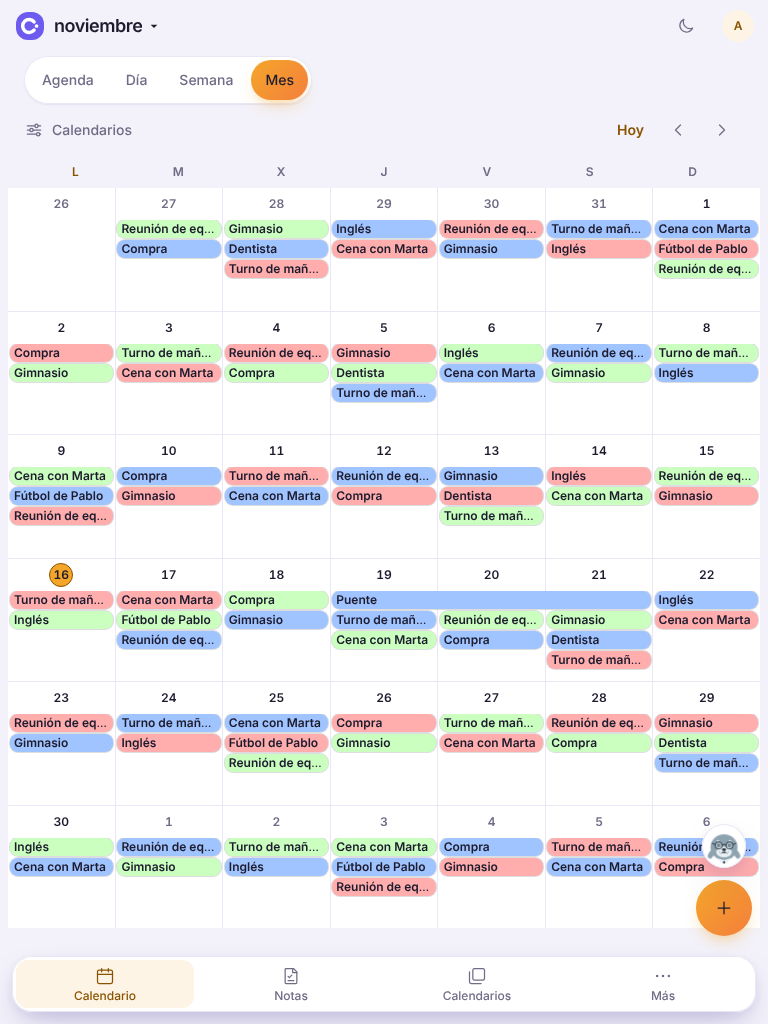 noviembre
A
Agenda Día Semana Mes
Calendarios
Hoy
L M X J V S D
26 27 28 29 30 31 1
Reunión de eq... Gimnasio Inglés Reunión de eq... Turno de mañ... Cena con Marta
Compra Dentista Cena con Marta Gimnasio Inglés Fútbol de Pablo
Turno de mañ... Reunión de eq...
2 3 4 5 6 7 8
Compra Turno de mañ... Reunión de eq... Gimnasio Inglés Reunión de eq... Turno de mañ...
Gimnasio Cena con Marta Compra Dentista Cena con Marta Gimnasio Inglés
Turno de mañ...
9 10 11 12 13 14 15
Cena con Marta Compra Turno de mañ... Reunión de eq... Gimnasio Inglés Reunión de eq...
Fútbol de Pablo Gimnasio Cena con Marta Compra Dentista Cena con Marta Gimnasio
Reunión de eq... Turno de mañ...
16 17 18 19 20 21 22
Turno de mañ... Cena con Marta Compra Puente Inglés
Inglés Fútbol de Pablo Gimnasio Turno de mañ... Reunión de eq... Gimnasio Cena con Marta
Reunión de eq... Cena con Marta Compra Dentista
Turno de mañ...
23 24 25 26 27 28 29
Reunión de eq... Turno de mañ... Cena con Marta Compra Turno de mañ... Reunión de eq... Gimnasio
Gimnasio Inglés Fútbol de Pablo Gimnasio Cena con Marta Compra Dentista
Reunión de eq... Turno de mañ...
30 1 2 3 4 5 6
Inglés Reunión de eq... Turno de mañ... Cena con Marta Compra Turno de mañ... Reunión
Cena con Marta Gimnasio Inglés Fútbol de Pablo Gimnasio Cena con Marta Compra
Reunión de eq...
Calendario Notas Calendarios Más